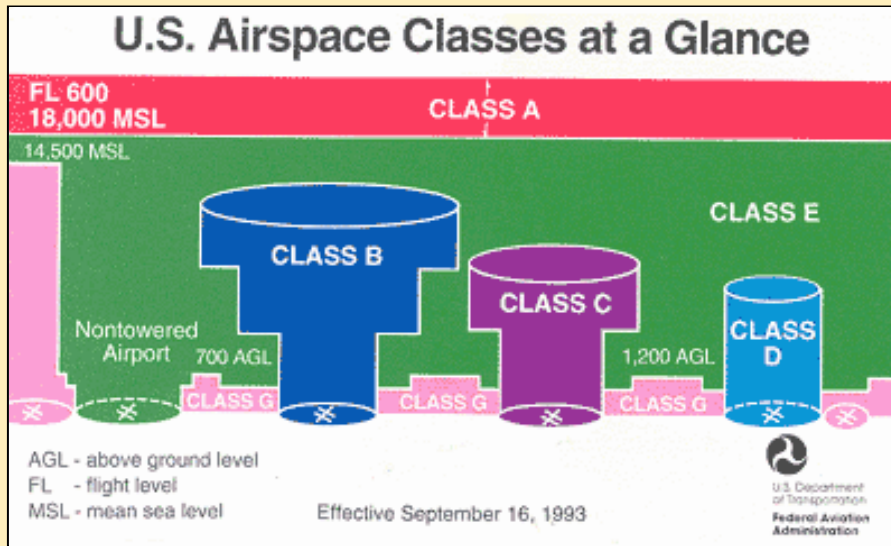 U.S. Airspace Classes at a Glance
FL 600
18,000 MSL
CLASS A
14,500 MSL
CLASS E
CLASS B
CLASS C
CLASS
D
Nontowered
Airport
700 AGL
1,200 AGL
CLASS G
CLASS G
CLASS G
AGL - above ground level
FL - flight level
MSL - mean sea level
Effective September 16, 1993
U.S. Department
of Transportation
Federal Aviation
Administration